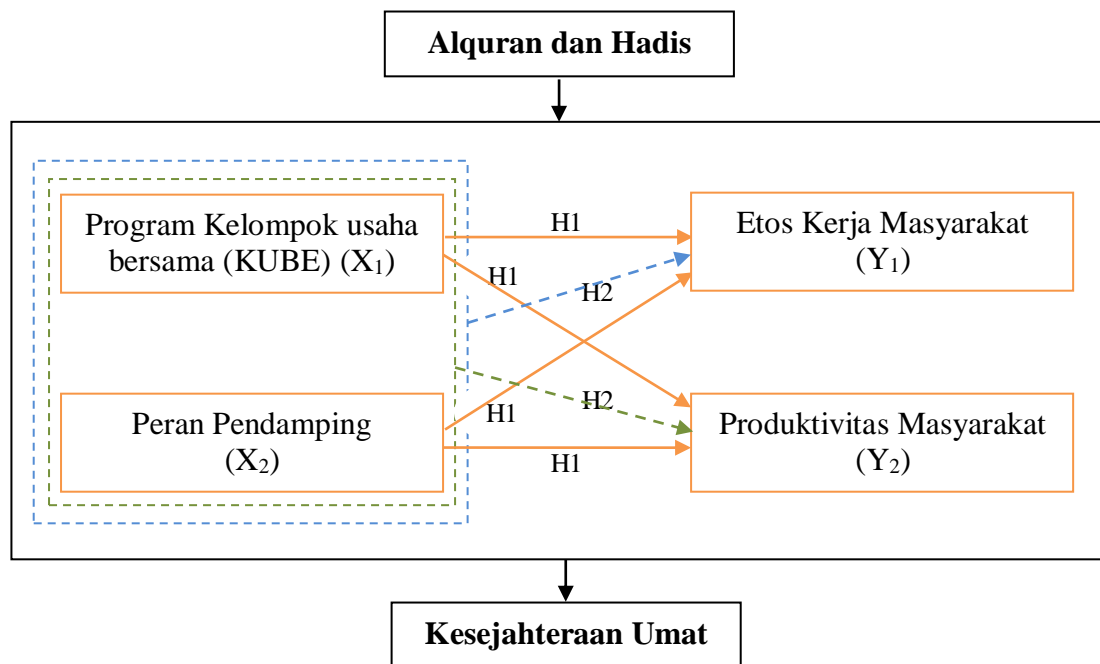 Alquran dan Hadis
Program Kelompok usaha
bersama (KUBE) (X₁)
H1
Etos Kerja Masyarakat
(Y₁)
H1
H2
Peran Pendamping
(X₂)
H1
H2
H1
Produktivitas Masyarakat
(Y₂)
Kesejahteraan Umat